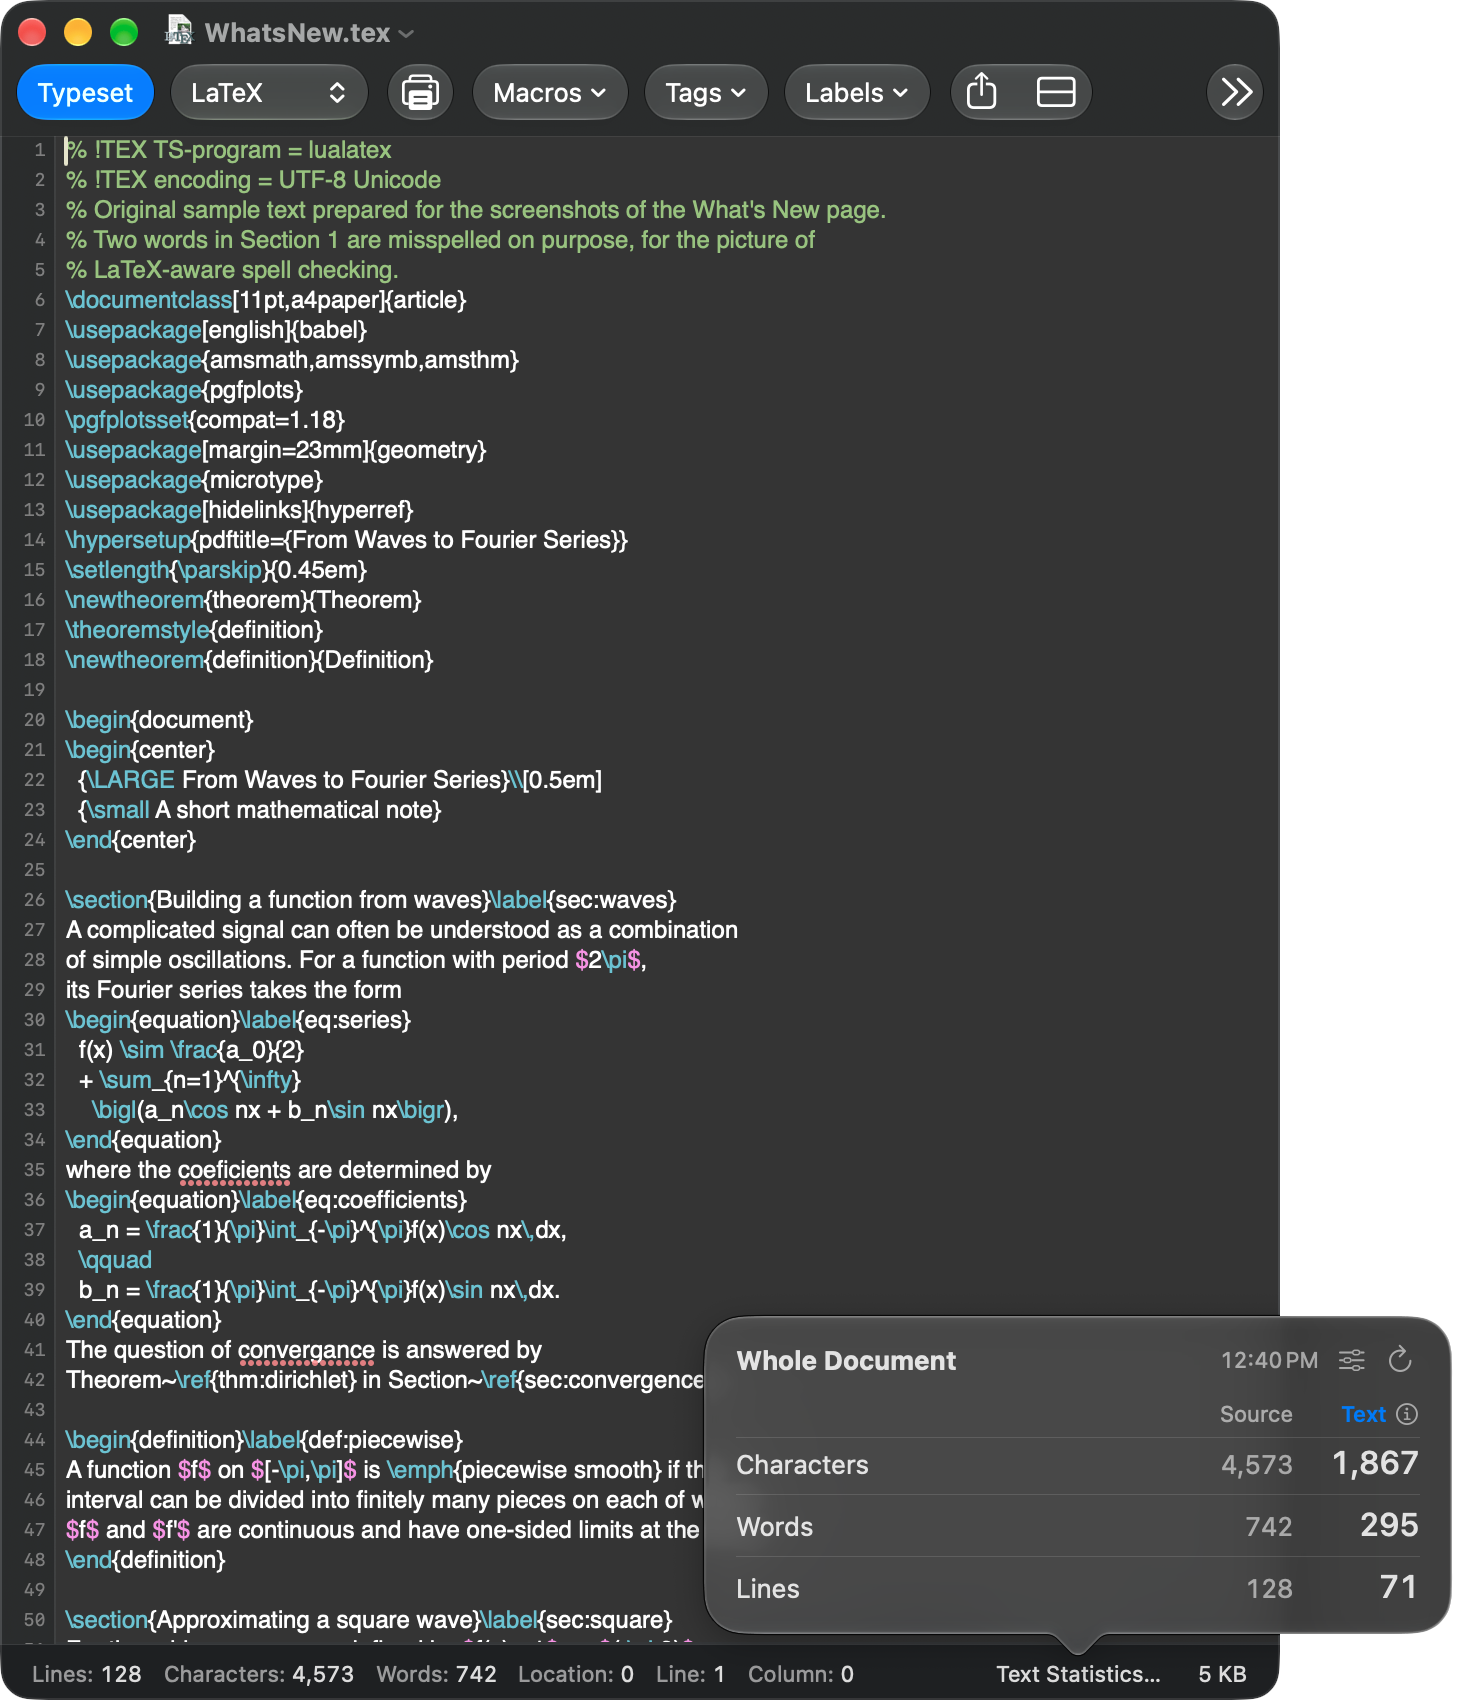 WhatsNew.tex
Typeset LaTeX Macros Tags Labels
1 % !TEX TS-program = lualatex
2 % !TEX encoding = UTF-8 Unicode
3 % Original sample text prepared for the screenshots of the What's New page.
4 % Two words in Section 1 are misspelled on purpose, for the picture of
5 % LaTeX-aware spell checking.
6 \documentclass[11pt,a4paper]{article}
7 \usepackage[english]{babel}
8 \usepackage{amsmath,amssymb,amsthm}
9 \usepackage{pgfplots}
10 \pgfplotsset{compat=1.18}
11 \usepackage[margin=23mm]{geometry}
12 \usepackage{microtype}
13 \usepackage[hidelinks]{hyperref}
14 \hypersetup{pdftitle={From Waves to Fourier Series}}
15 \setlength{\parskip}{0.45em}
16 \newtheorem{theorem}{Theorem}
17 \theoremstyle{definition}
18 \newtheorem{definition}{Definition}
19
20 \begin{document}
21 \begin{center}
22 {\LARGE From Waves to Fourier Series}\\[0.5em]
23 {\small A short mathematical note}
24 \end{center}
25
26 \section{Building a function from waves}\label{sec:waves}
27 A complicated signal can often be understood as a combination
28 of simple oscillations. For a function with period $2\pi$,
29 its Fourier series takes the form
30 \begin{equation}\label{eq:series}
31 f(x) \sim \frac{a_0}{2}
32 + \sum_{n=1}^{\infty}
33 \bigl(a_n\cos nx + b_n\sin nx\bigr),
34 \end{equation}
35 where the coeficients are determined by
36 \begin{equation}\label{eq:coefficients}
37 a_n = \frac{1}{\pi}\int_{-\pi}^{\pi}f(x)\cos nx\,dx,
38 \qquad
39 b_n = \frac{1}{\pi}\int_{-\pi}^{\pi}f(x)\sin nx\,dx.
40 \end{equation}
41 The question of convergance is answered by
42 Theorem~\ref{thm:dirichlet} in Section~\ref{sec:convergence
43
44 \begin{definition}\label{def:piecewise}
45 A function $f$ on $[-\pi,\pi]$ is \emph{piecewise smooth} if th
46 interval can be divided into finitely many pieces on each of w
47 $f$ and $f'$ are continuous and have one-sided limits at the
48 \end{definition}
49
50 \section{Approximating a square wave}\label{sec:square}
Whole Document 12:40 PM
Source Text
Characters 4,573 1,867
Words 742 295
Lines 128 71
Lines: 128 Characters: 4,573 Words: 742 Location: 0 Line: 1 Column: 0 Text Statistics... 5 KB